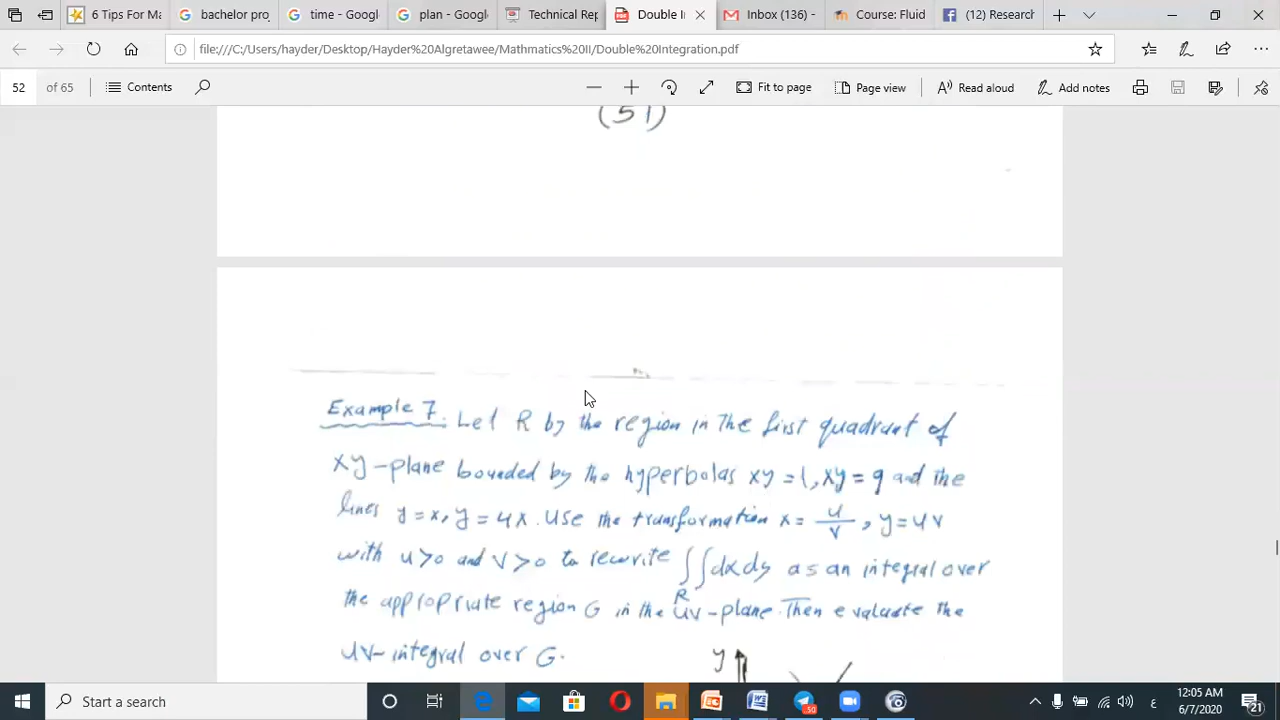 6 Tips For Ma
bachelor pro
time - Googl
plan - Googl
Technical Rep
Double I
Inbox (136) -
Course: Fluid
(12) Research
file:///C:/Users/hayder/Desktop/Hayder%20Algretawee/Mathmatics%20II/Double%20Integration.pdf
52 of 65 Contents Fit to page Page view Read aloud Add notes
(51)
Example 7. Let R by the region in the first quadrant of
xy-plane bounded by the hyperbolas xy = 1, xy = 9 and the
lines y = x, y = 4x. Use the transformation x = u/v, y = uv
with u>0 and v>0 to rewrite ∬R dxdy as an integral over
the appropriate region G in the uv-plane. Then evaluate the
uv-integral over G.
y
Start a search
50
ع
12:05 AM
6/7/2020
21